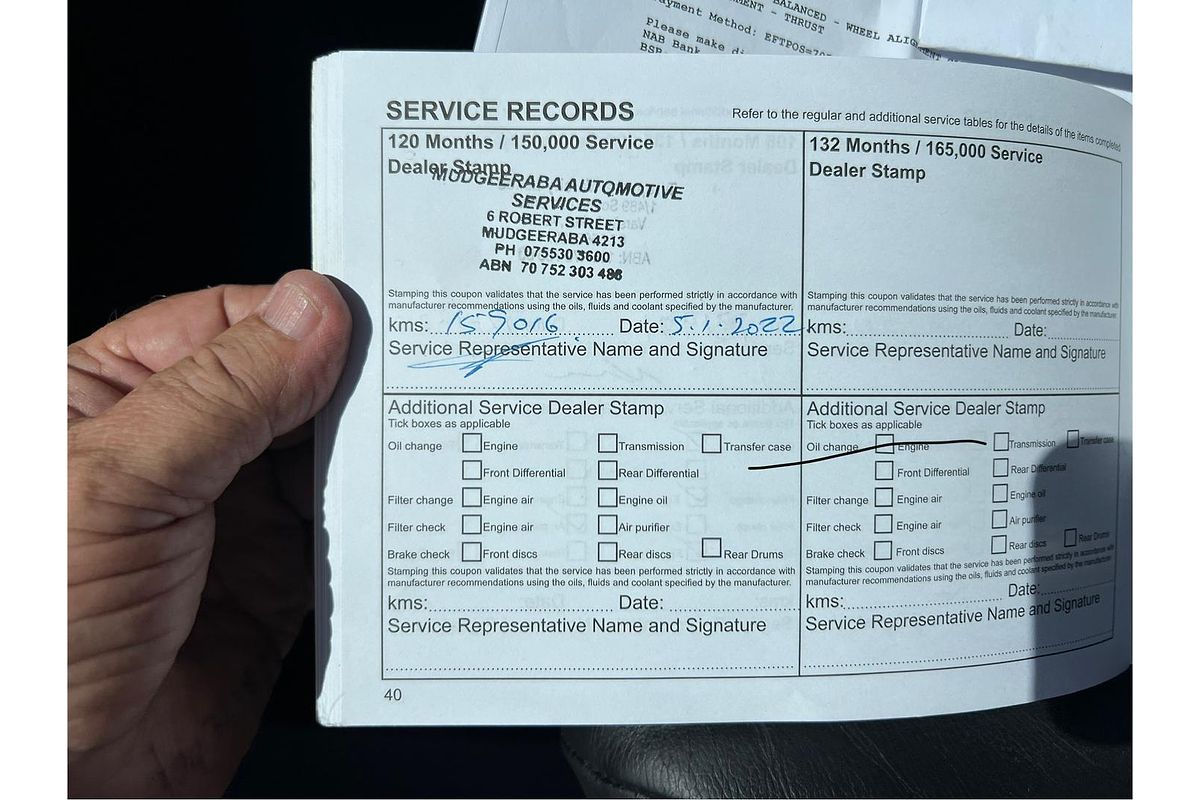 BALANCED - WHEEL ALIGNMENT
MENT - THRUST
ayment Method: EFTPOS
Please make
NAB Bank
BSB
SERVICE RECORDS
Refer to the regular and additional service tables for the details of the items completed
120 Months / 150,000 Service
Dealer Stamp
MUDGEERABA AUTOMOTIVE
SERVICES
6 ROBERT STREET
MUDGEERABA 4213
PH 075530 3600
ABN 70 752 303 486
Stamping this coupon validates that the service has been performed strictly in accordance with
manufacturer recommendations using the oils, fluids and coolant specified by the manufacturer.
kms: 159016 Date: 5.1.2022
Service Representative Name and Signature
Additional Service Dealer Stamp
Tick boxes as applicable
Oil change Engine Transmission Transfer case
Front Differential Rear Differential
Filter change Engine air Engine oil
Filter check Engine air Air purifier
Brake check Front discs Rear discs Rear Drums
Stamping this coupon validates that the service has been performed strictly in accordance with
manufacturer recommendations using the oils, fluids and coolant specified by the manufacturer.
kms: Date:
Service Representative Name and Signature
132 Months / 165,000 Service
Dealer Stamp
Stamping this coupon validates that the service has been performed strictly in accordance with
manufacturer recommendations using the oils, fluids and coolant specified by the manufacturer.
kms: Date:
Service Representative Name and Signature
Additional Service Dealer Stamp
Tick boxes as applicable
Oil change Engine Transmission Transfer case
Front Differential Rear Differential
Filter change Engine air Engine oil
Filter check Engine air Air purifier
Brake check Front discs Rear discs Rear Drums
Stamping this coupon validates that the service has been performed strictly in accordance with
manufacturer recommendations using the oils, fluids and coolant specified by the manufacturer.
kms: Date:
Service Representative Name and Signature
40